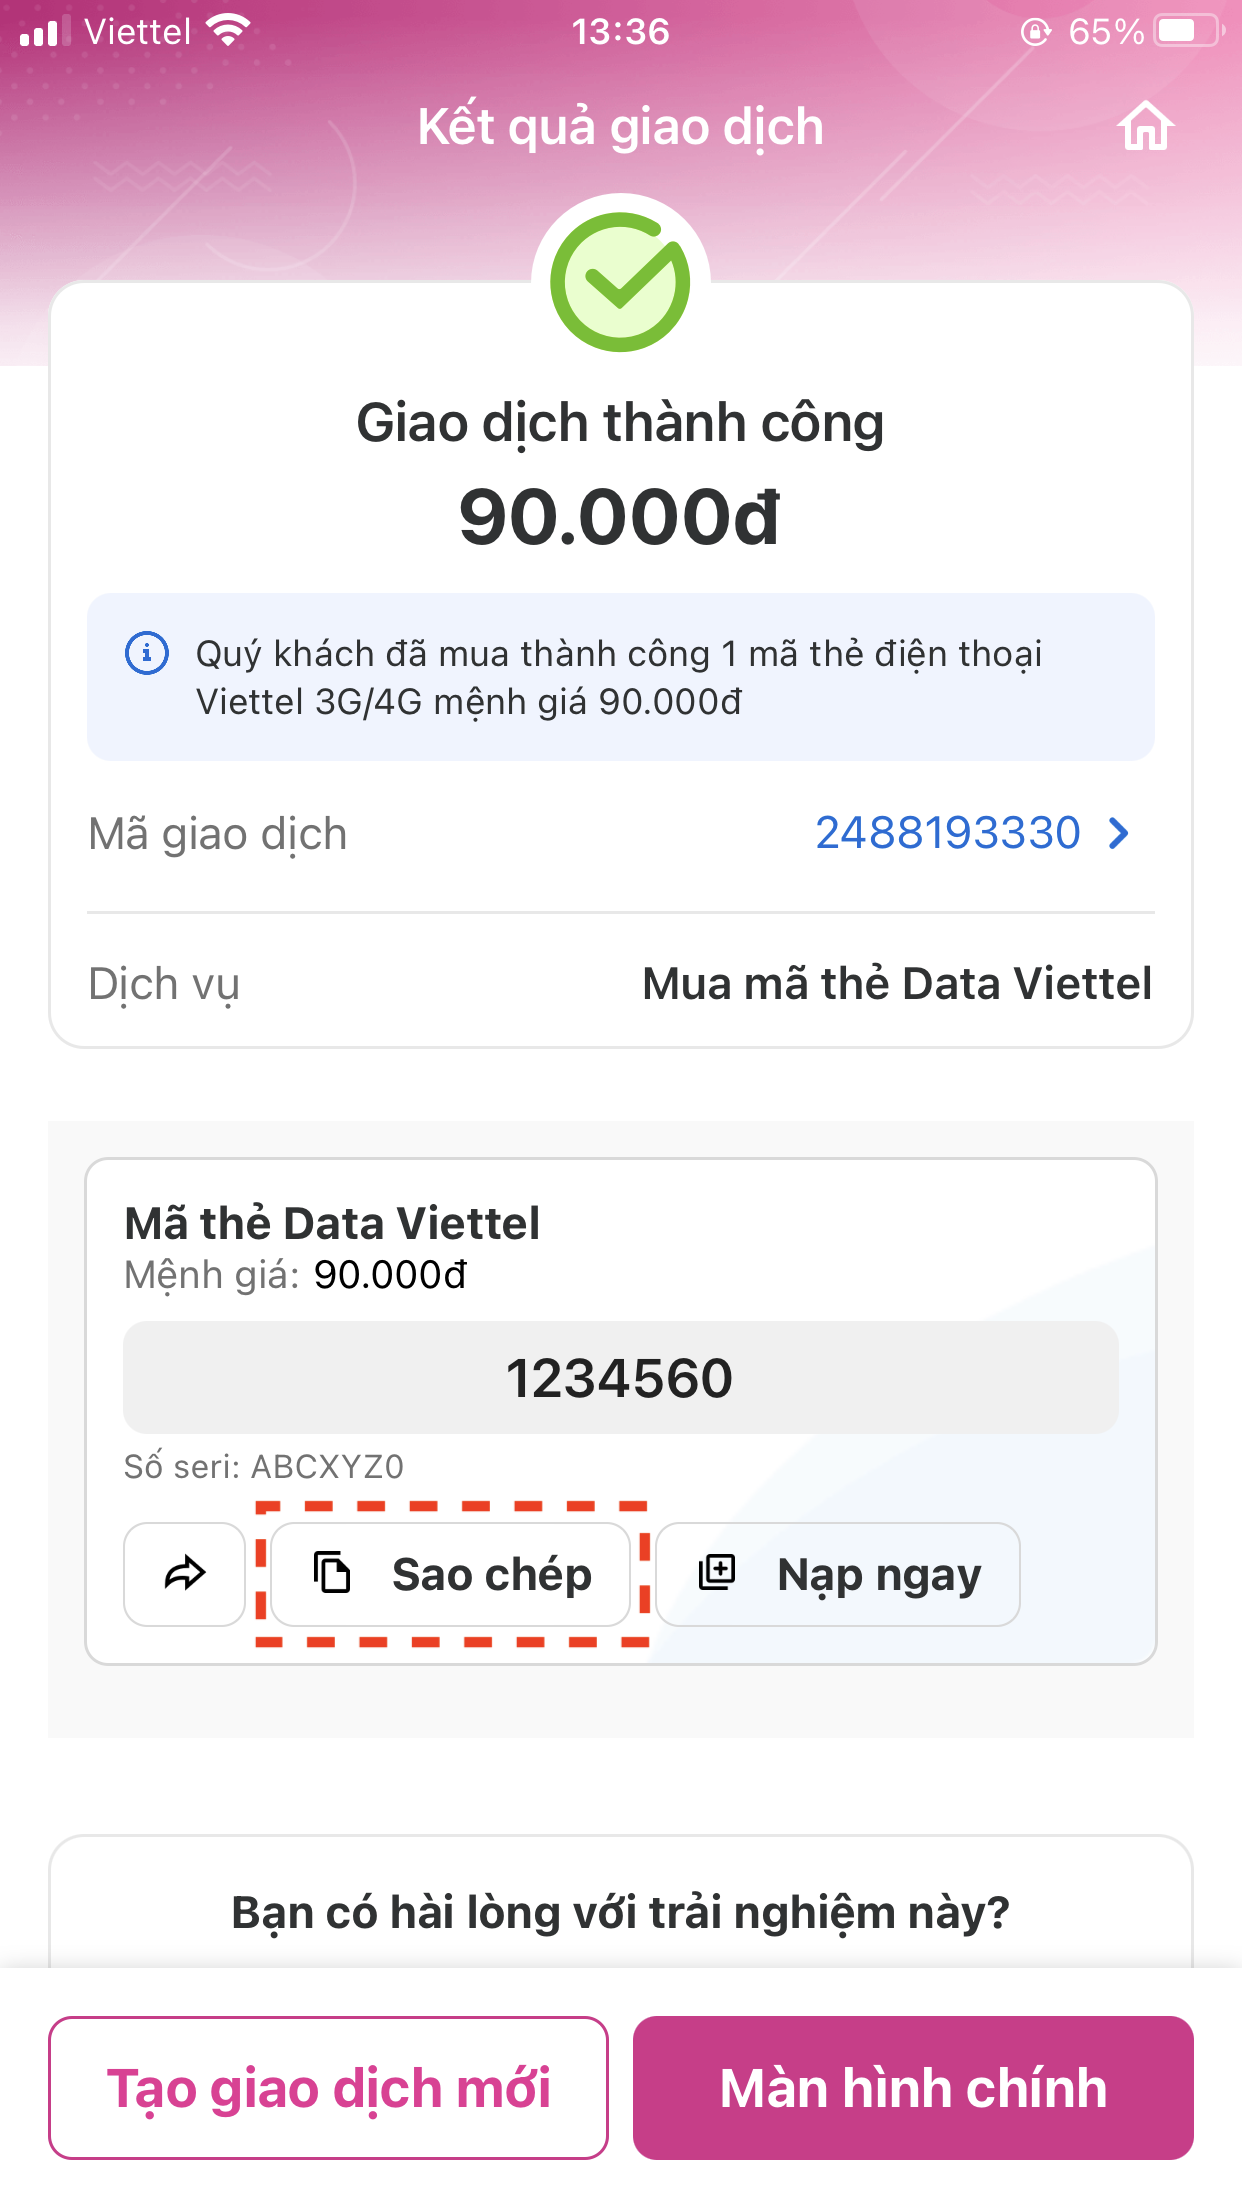 Viettel
13:36
65%
Kết quả giao dịch
Giao dịch thành công
90.000đ
Quý khách đã mua thành công 1 mã thẻ điện thoại
Viettel 3G/4G mệnh giá 90.000đ
Mã giao dịch
2488193330
Dịch vụ
Mua mã thẻ Data Viettel
Mã thẻ Data Viettel
Mệnh giá: 90.000đ
1234560
Số seri: ABCXYZ0
Sao chép
Nạp ngay
Bạn có hài lòng với trải nghiệm này?
Tạo giao dịch mới
Màn hình chính